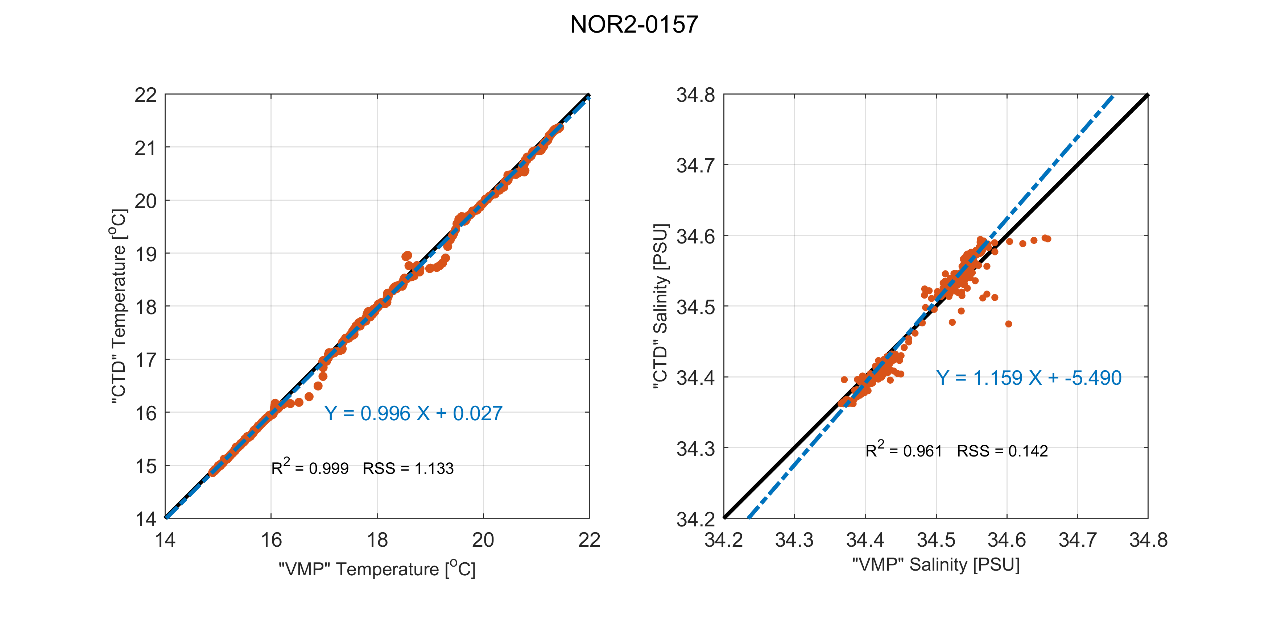 NOR2-0157
22
21
20
19
18
17
16
15
14
14 16 18 20 22
"CTD" Temperature [°C]
"VMP" Temperature [°C]
Y = 0.996 X + 0.027
R² = 0.999 RSS = 1.133
34.8
34.7
34.6
34.5
34.4
34.3
34.2
34.2 34.3 34.4 34.5 34.6 34.7 34.8
"CTD" Salinity [PSU]
"VMP" Salinity [PSU]
Y = 1.159 X + -5.490
R² = 0.961 RSS = 0.142